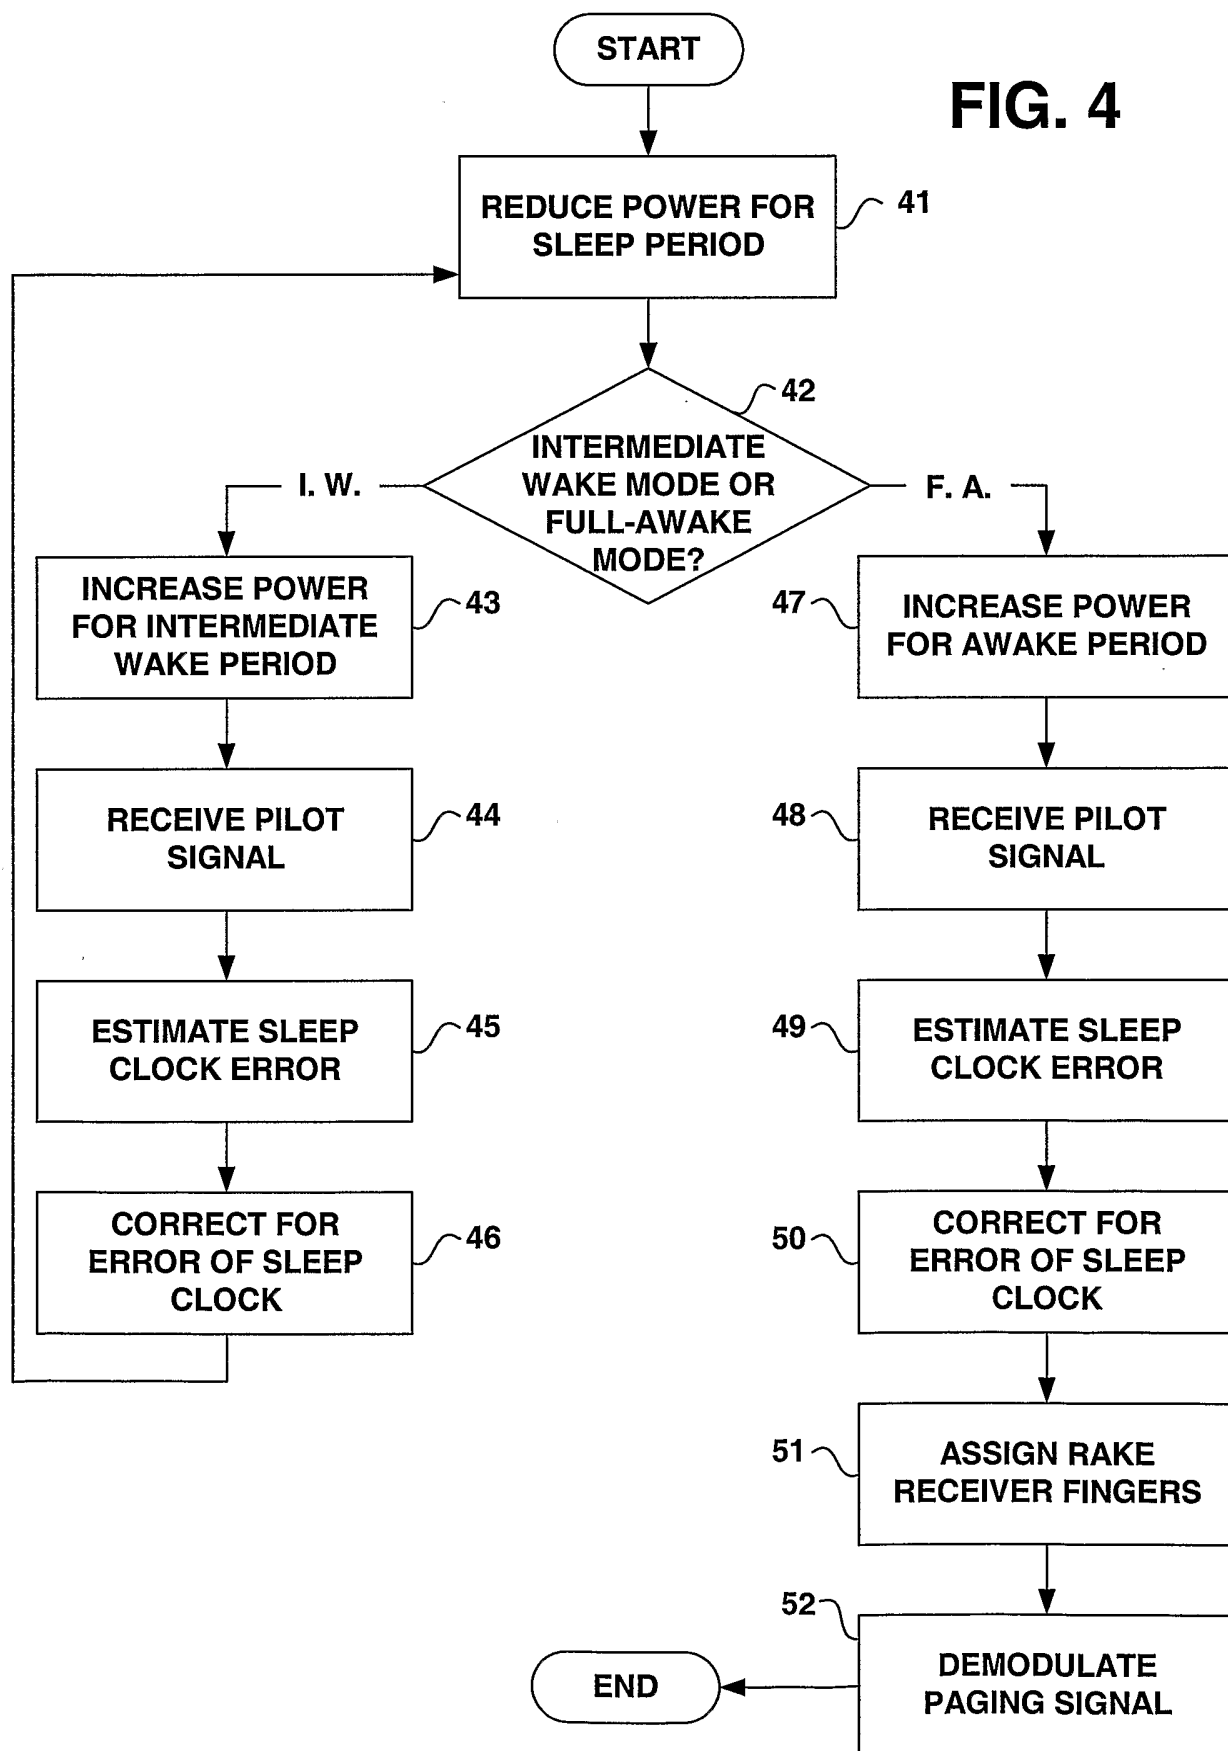 START
FIG. 4
REDUCE POWER FOR
SLEEP PERIOD
41
42
INTERMEDIATE
WAKE MODE OR
FULL-AWAKE
MODE?
I. W.
F. A.
INCREASE POWER
FOR INTERMEDIATE
WAKE PERIOD
43
47
INCREASE POWER
FOR AWAKE PERIOD
RECEIVE PILOT
SIGNAL
44
48
RECEIVE PILOT
SIGNAL
ESTIMATE SLEEP
CLOCK ERROR
45
49
ESTIMATE SLEEP
CLOCK ERROR
CORRECT FOR
ERROR OF SLEEP
CLOCK
46
50
CORRECT FOR
ERROR OF SLEEP
CLOCK
51
ASSIGN RAKE
RECEIVER FINGERS
52
DEMODULATE
PAGING SIGNAL
END